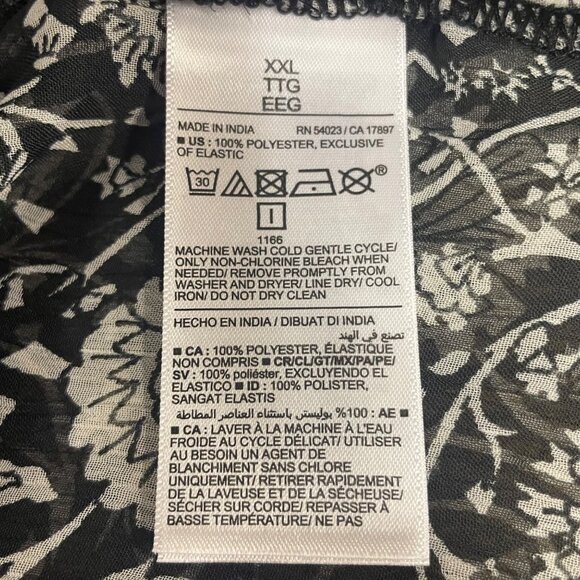 XXL
TTG
EEG
MADE IN INDIA RN 54023 / CA 17897
■ US : 100% POLYESTER, EXCLUSIVE
OF ELASTIC
30 ®
1166
MACHINE WASH COLD GENTLE CYCLE/
ONLY NON-CHLORINE BLEACH WHEN
NEEDED/ REMOVE PROMPTLY FROM
WASHER AND DRYER/ LINE DRY/ COOL
IRON/ DO NOT DRY CLEAN
HECHO EN INDIA / DIBUAT DI INDIA
تصنع في الهند
■ CA : 100% POLYESTER, ÉLASTIQUE
NON COMPRIS ■ CR/CL/GT/MX/PA/PE/
SV : 100% poliéster, EXCLUYENDO EL
ELASTICO ■ ID : 100% POLISTER,
SANGAT ELASTIS
■ AE : 100% بوليستر باستثناء العناصر المطاطة
■ CA : LAVER À LA MACHINE À L'EAU
FROIDE AU CYCLE DÉLICAT/ UTILISER
AU BESOIN UN AGENT DE
BLANCHIMENT SANS CHLORE
UNIQUEMENT/ RETIRER RAPIDEMENT
DE LA LAVEUSE ET DE LA SÉCHEUSE/
SÉCHER SUR CORDE/ REPASSER À
BASSE TEMPÉRATURE/ NE PAS